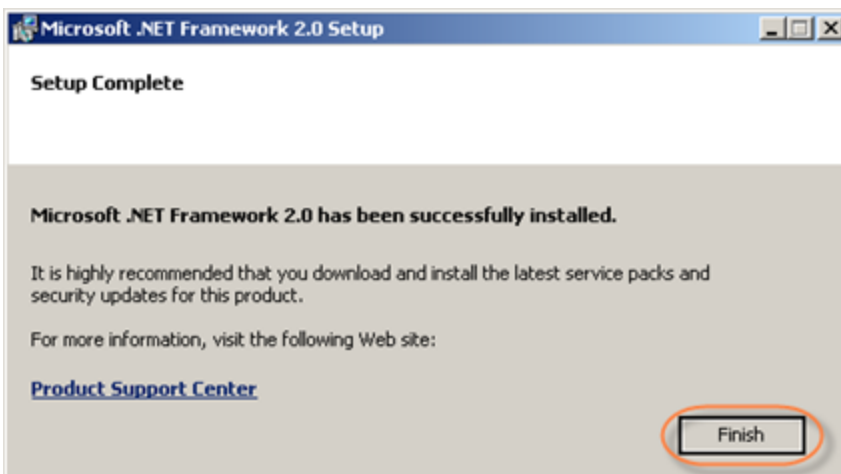 Microsoft .NET Framework 2.0 Setup
Setup Complete
Microsoft .NET Framework 2.0 has been successfully installed.
It is highly recommended that you download and install the latest service packs and
security updates for this product.
For more information, visit the following Web site:
Product Support Center
Finish